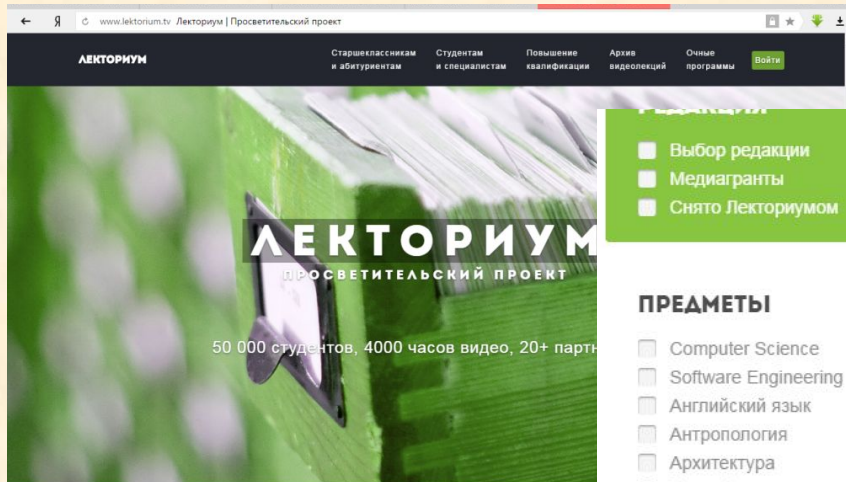 www.lektorium.tv Лекториум | Просветительский проект
ЛЕКТОРИУМ
Старшеклассникам
и абитуриентам
Студентам
и специалистам
Повышение
квалификации
Архив
видеолекций
Очные
программы
Войти
ЛЕКТОРИУМ
ПРОСВЕТИТЕЛЬСКИЙ ПРОЕКТ
50 000 студентов, 4000 часов видео, 20+ партн
РЕДАКЦИЯ
Выбор редакции
Медиагранты
Снято Лекториумом
ПРЕДМЕТЫ
Computer Science
Software Engineering
Английский язык
Антропология
Архитектура